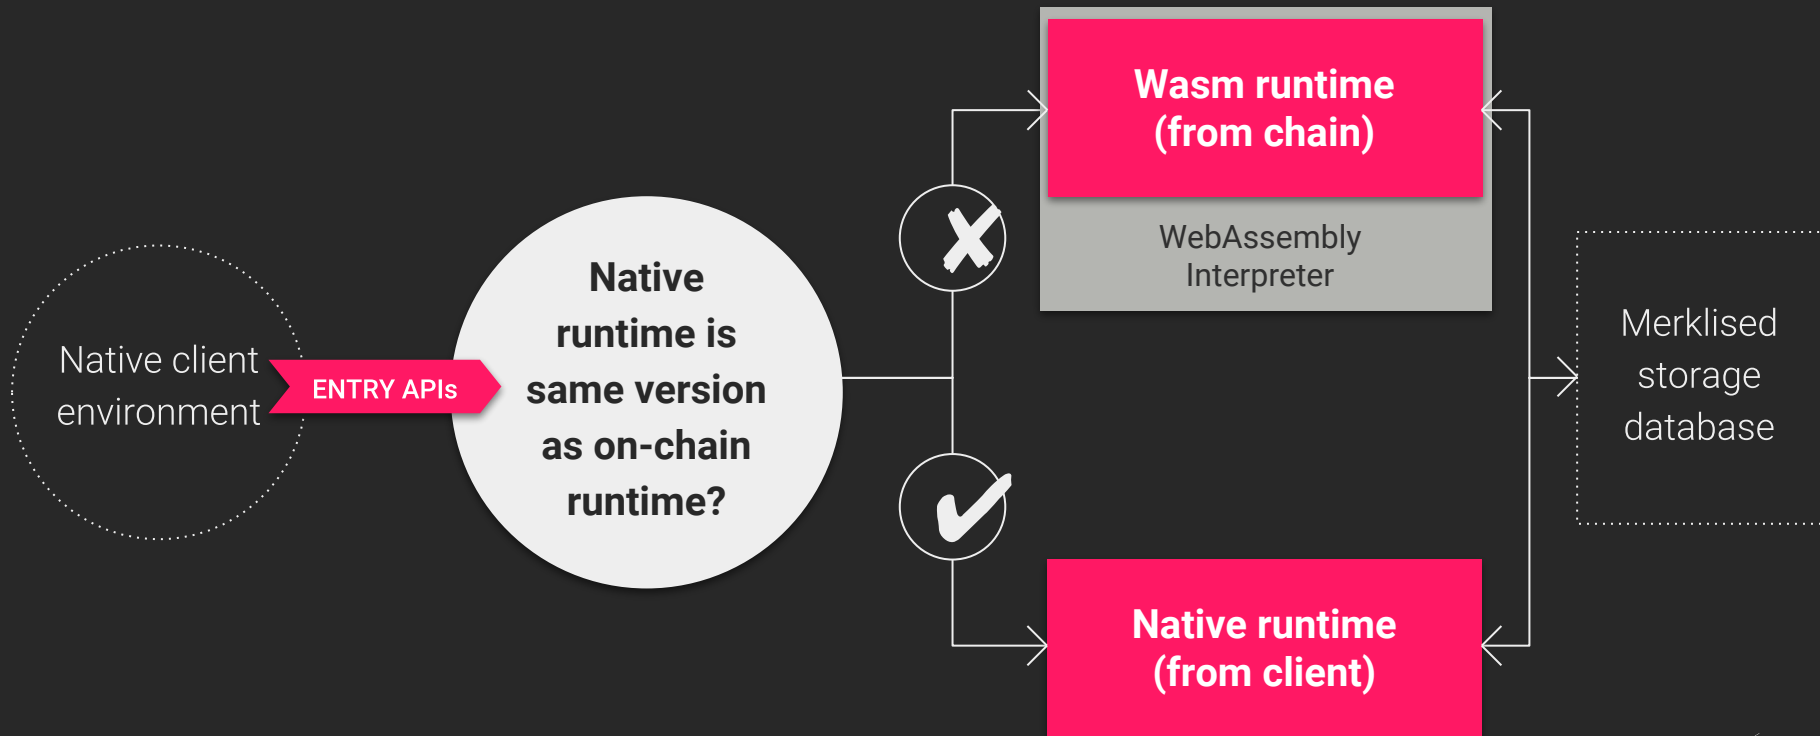 Native client
environment
ENTRY APIs
Native
runtime is
same version
as on-chain
runtime?
Wasm runtime
(from chain)
WebAssembly
Interpreter
Native runtime
(from client)
Merklised
storage
database